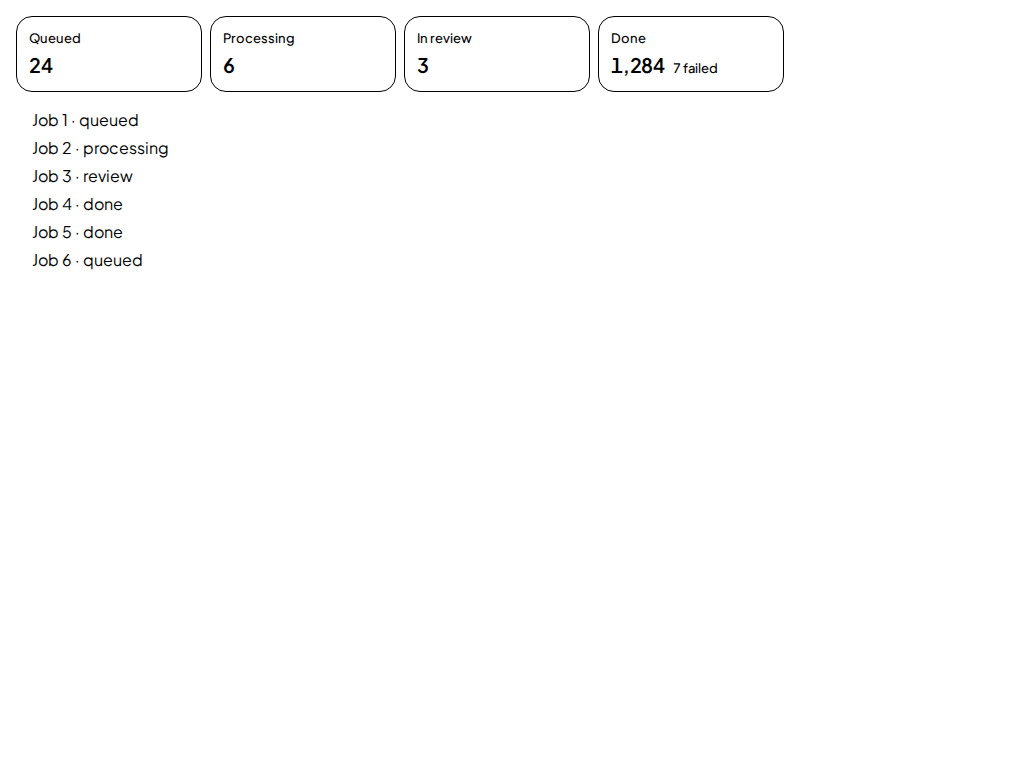 Queued
24
Processing
6
In review
3
Done
1,284 7 failed
Job 1 · queued
Job 2 · processing
Job 3 · review
Job 4 · done
Job 5 · done
Job 6 · queued